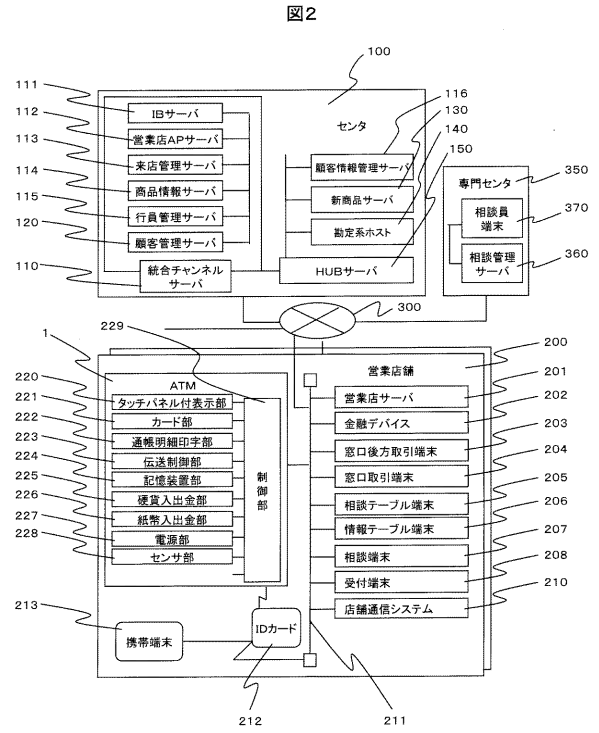 図2
100
111
112
113
114
115
120
110
IBサーバ
営業店APサーバ
来店管理サーバ
商品情報サーバ
行員管理サーバ
顧客管理サーバ
統合チャンネル
サーバ
センタ
顧客情報管理サーバ
新商品サーバ
勘定系ホスト
HUBサーバ
116
130
140
150
専門センタ
相談員
端末
相談管理
サーバ
350
370
360
300
229
1
220
221
222
223
224
225
226
227
228
ATM
タッチパネル付表示部
カード部
通帳明細印字部
伝送制御部
記憶装置部
硬貨入出金部
紙幣入出金部
電源部
センサ部
制御部
営業店舗
営業店サーバ
金融デバイス
窓口後方取引端末
窓口取引端末
相談テーブル端末
情報テーブル端末
相談端末
受付端末
店舗通信システム
200
201
202
203
204
205
206
207
208
210
213
携帯端末
IDカード
212
211